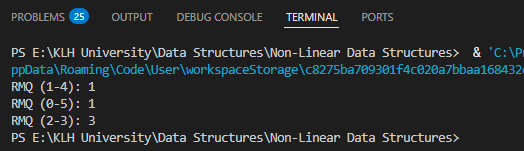 PROBLEMS 25 OUTPUT DEBUG CONSOLE TERMINAL PORTS
PS E:\KLH University\Data Structures\Non-Linear Data Structures> & 'C:\P
ppData\Roaming\Code\User\workspaceStorage\c8275ba709301f4c020a7bbaa168432
RMQ (1-4): 1
RMQ (0-5): 1
RMQ (2-3): 3
PS E:\KLH University\Data Structures\Non-Linear Data Structures>